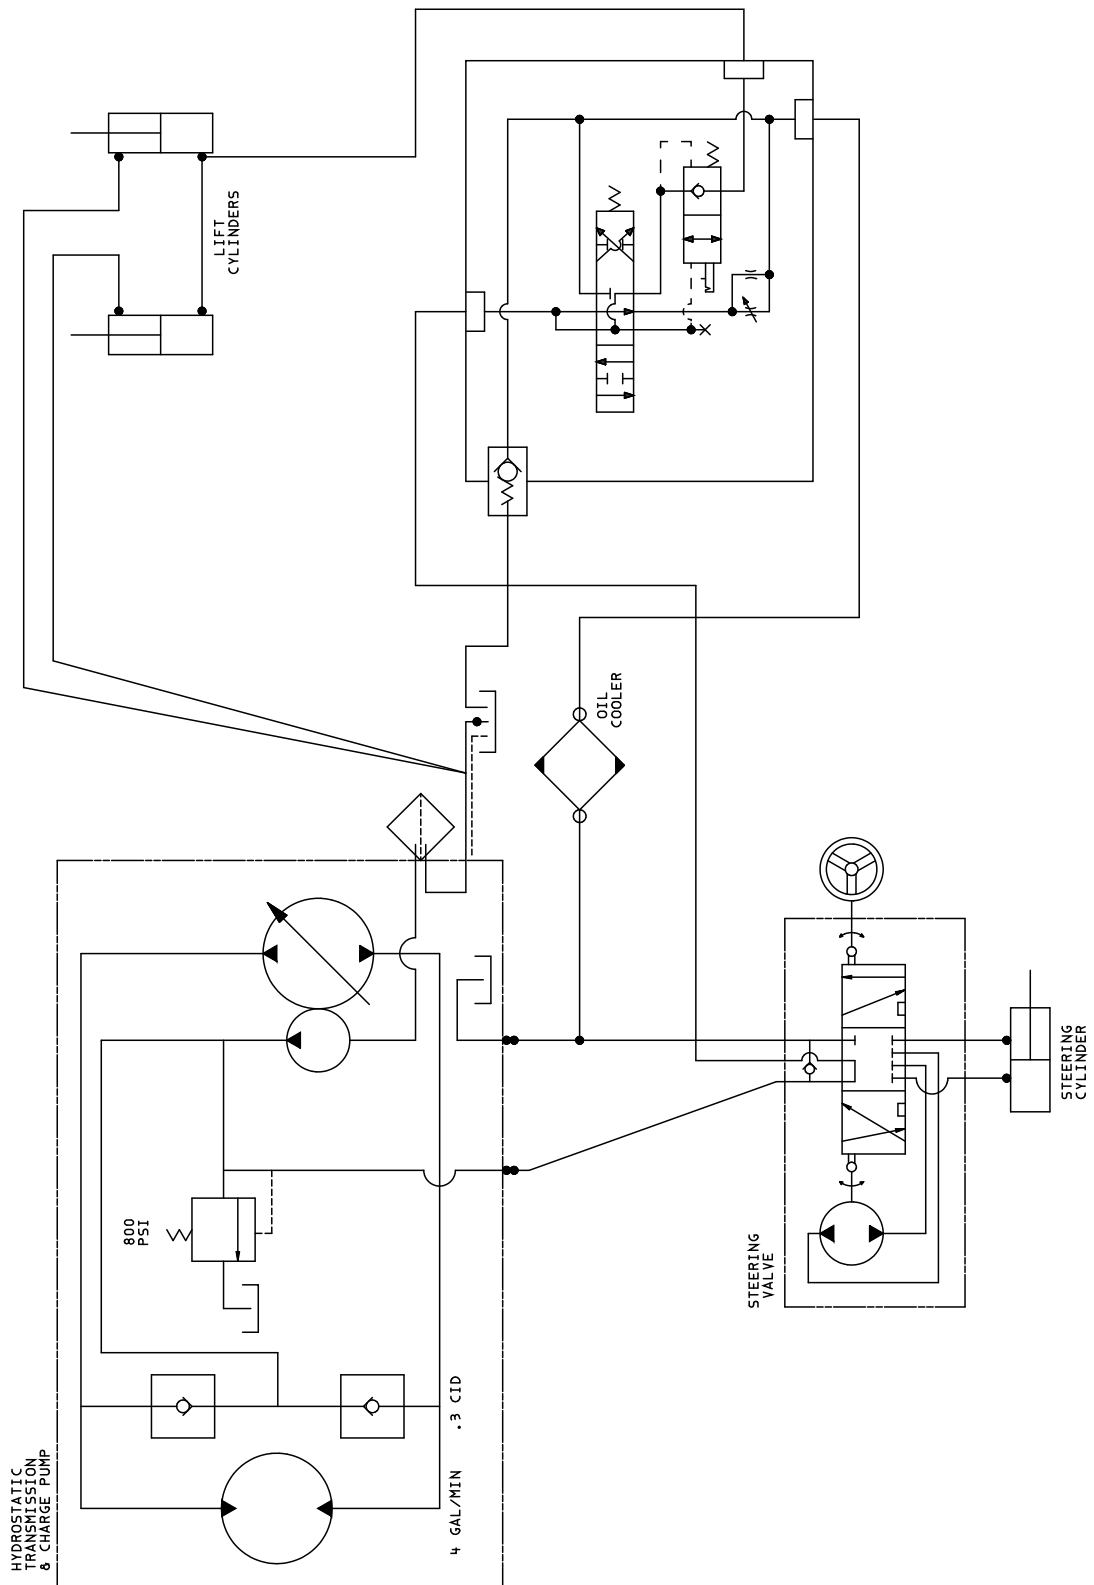 LIFT
CYLINDERS
OIL
COOLER
STEERING
CYLINDER
STEERING
VALVE
800
PSI
HYDROSTATIC
TRANSMISSION
& CHARGE PUMP
4 GAL/MIN .3 CID